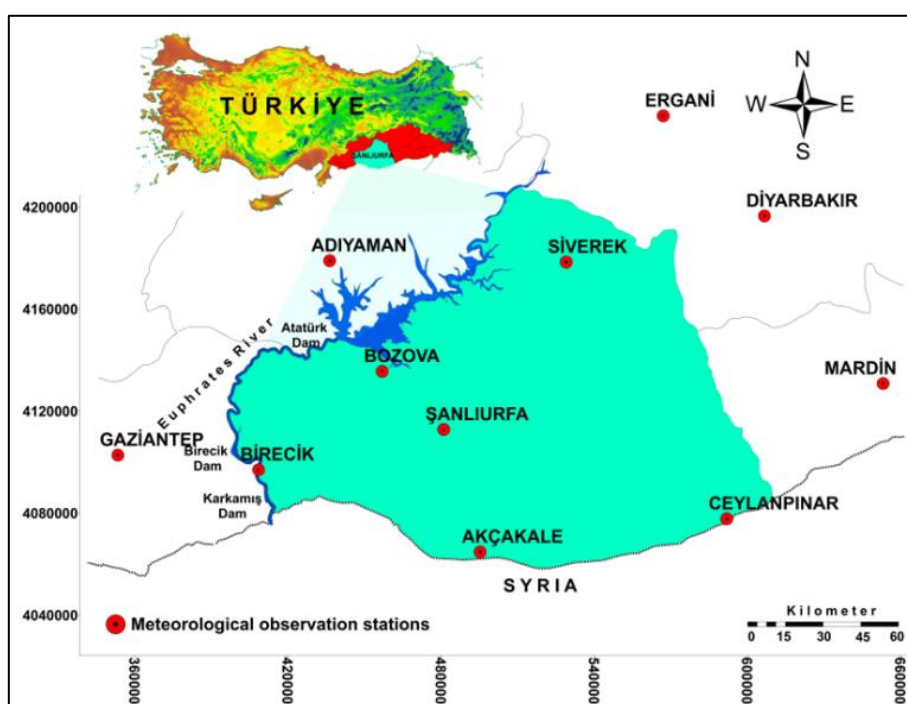 TÜRKİYE
ŞANLIURFA
ERGANİ
N
W E
S
DİYARBAKIR
4200000
ADIYAMAN
SİVEREK
4160000
Atatürk
Dam
Euphrates River
BOZOVA
MARDİN
4120000
ŞANLIURFA
GAZİANTEP
Birecik
Dam
BİRECİK
Karkamış
Dam
4080000
CEYLANPINAR
AKÇAKALE
SYRIA
4040000
Meteorological observation stations
Kilometer
0 15 30 45 60
360000 420000 480000 540000 600000 660000